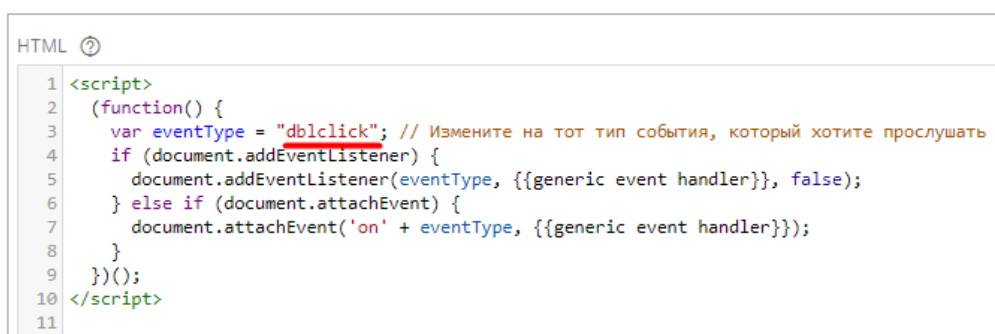 HTML ?
1 <script>
2 (function() {
3 var eventType = "dblclick"; // Измените на тот тип события, который хотите прослушать
4 if (document.addEventListener) {
5 document.addEventListener(eventType, {{generic event handler}}, false);
6 } else if (document.attachEvent) {
7 document.attachEvent('on' + eventType, {{generic event handler}});
8 }
9 })();
10 </script>
11